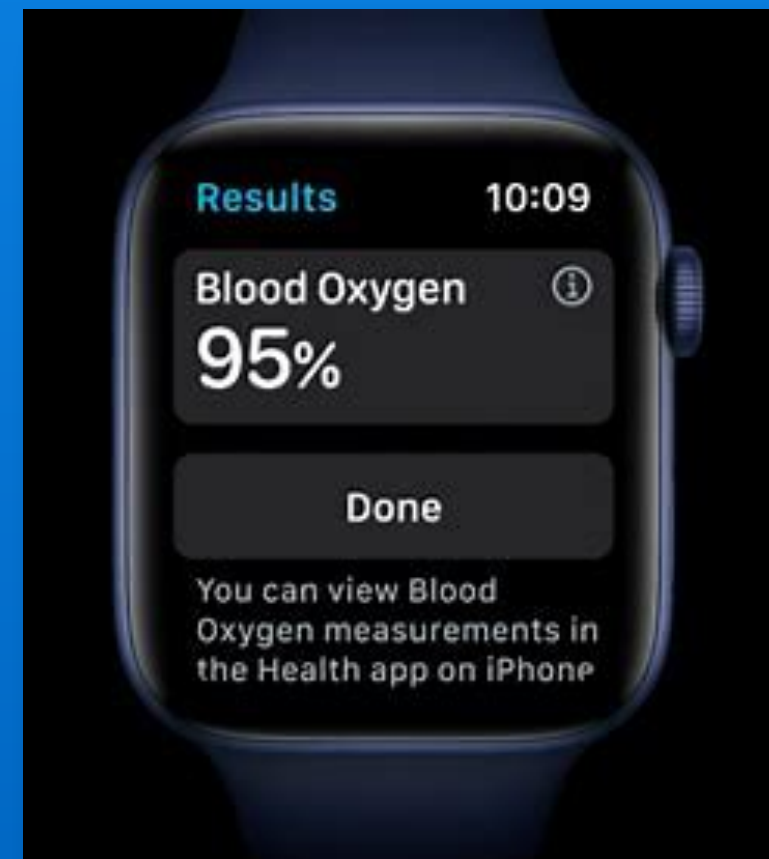 Results 10:09
Blood Oxygen
95%
Done
You can view Blood
Oxygen measurements in
the Health app on iPhone